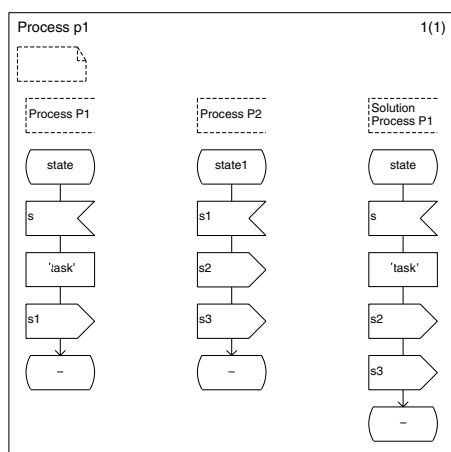 Process p1 1(1)
Process P1
Process P2
Solution
Process P1
state
state1
state
s
s1
s
'task'
s2
'task'
s1
s3
s2
–
–
s3
–